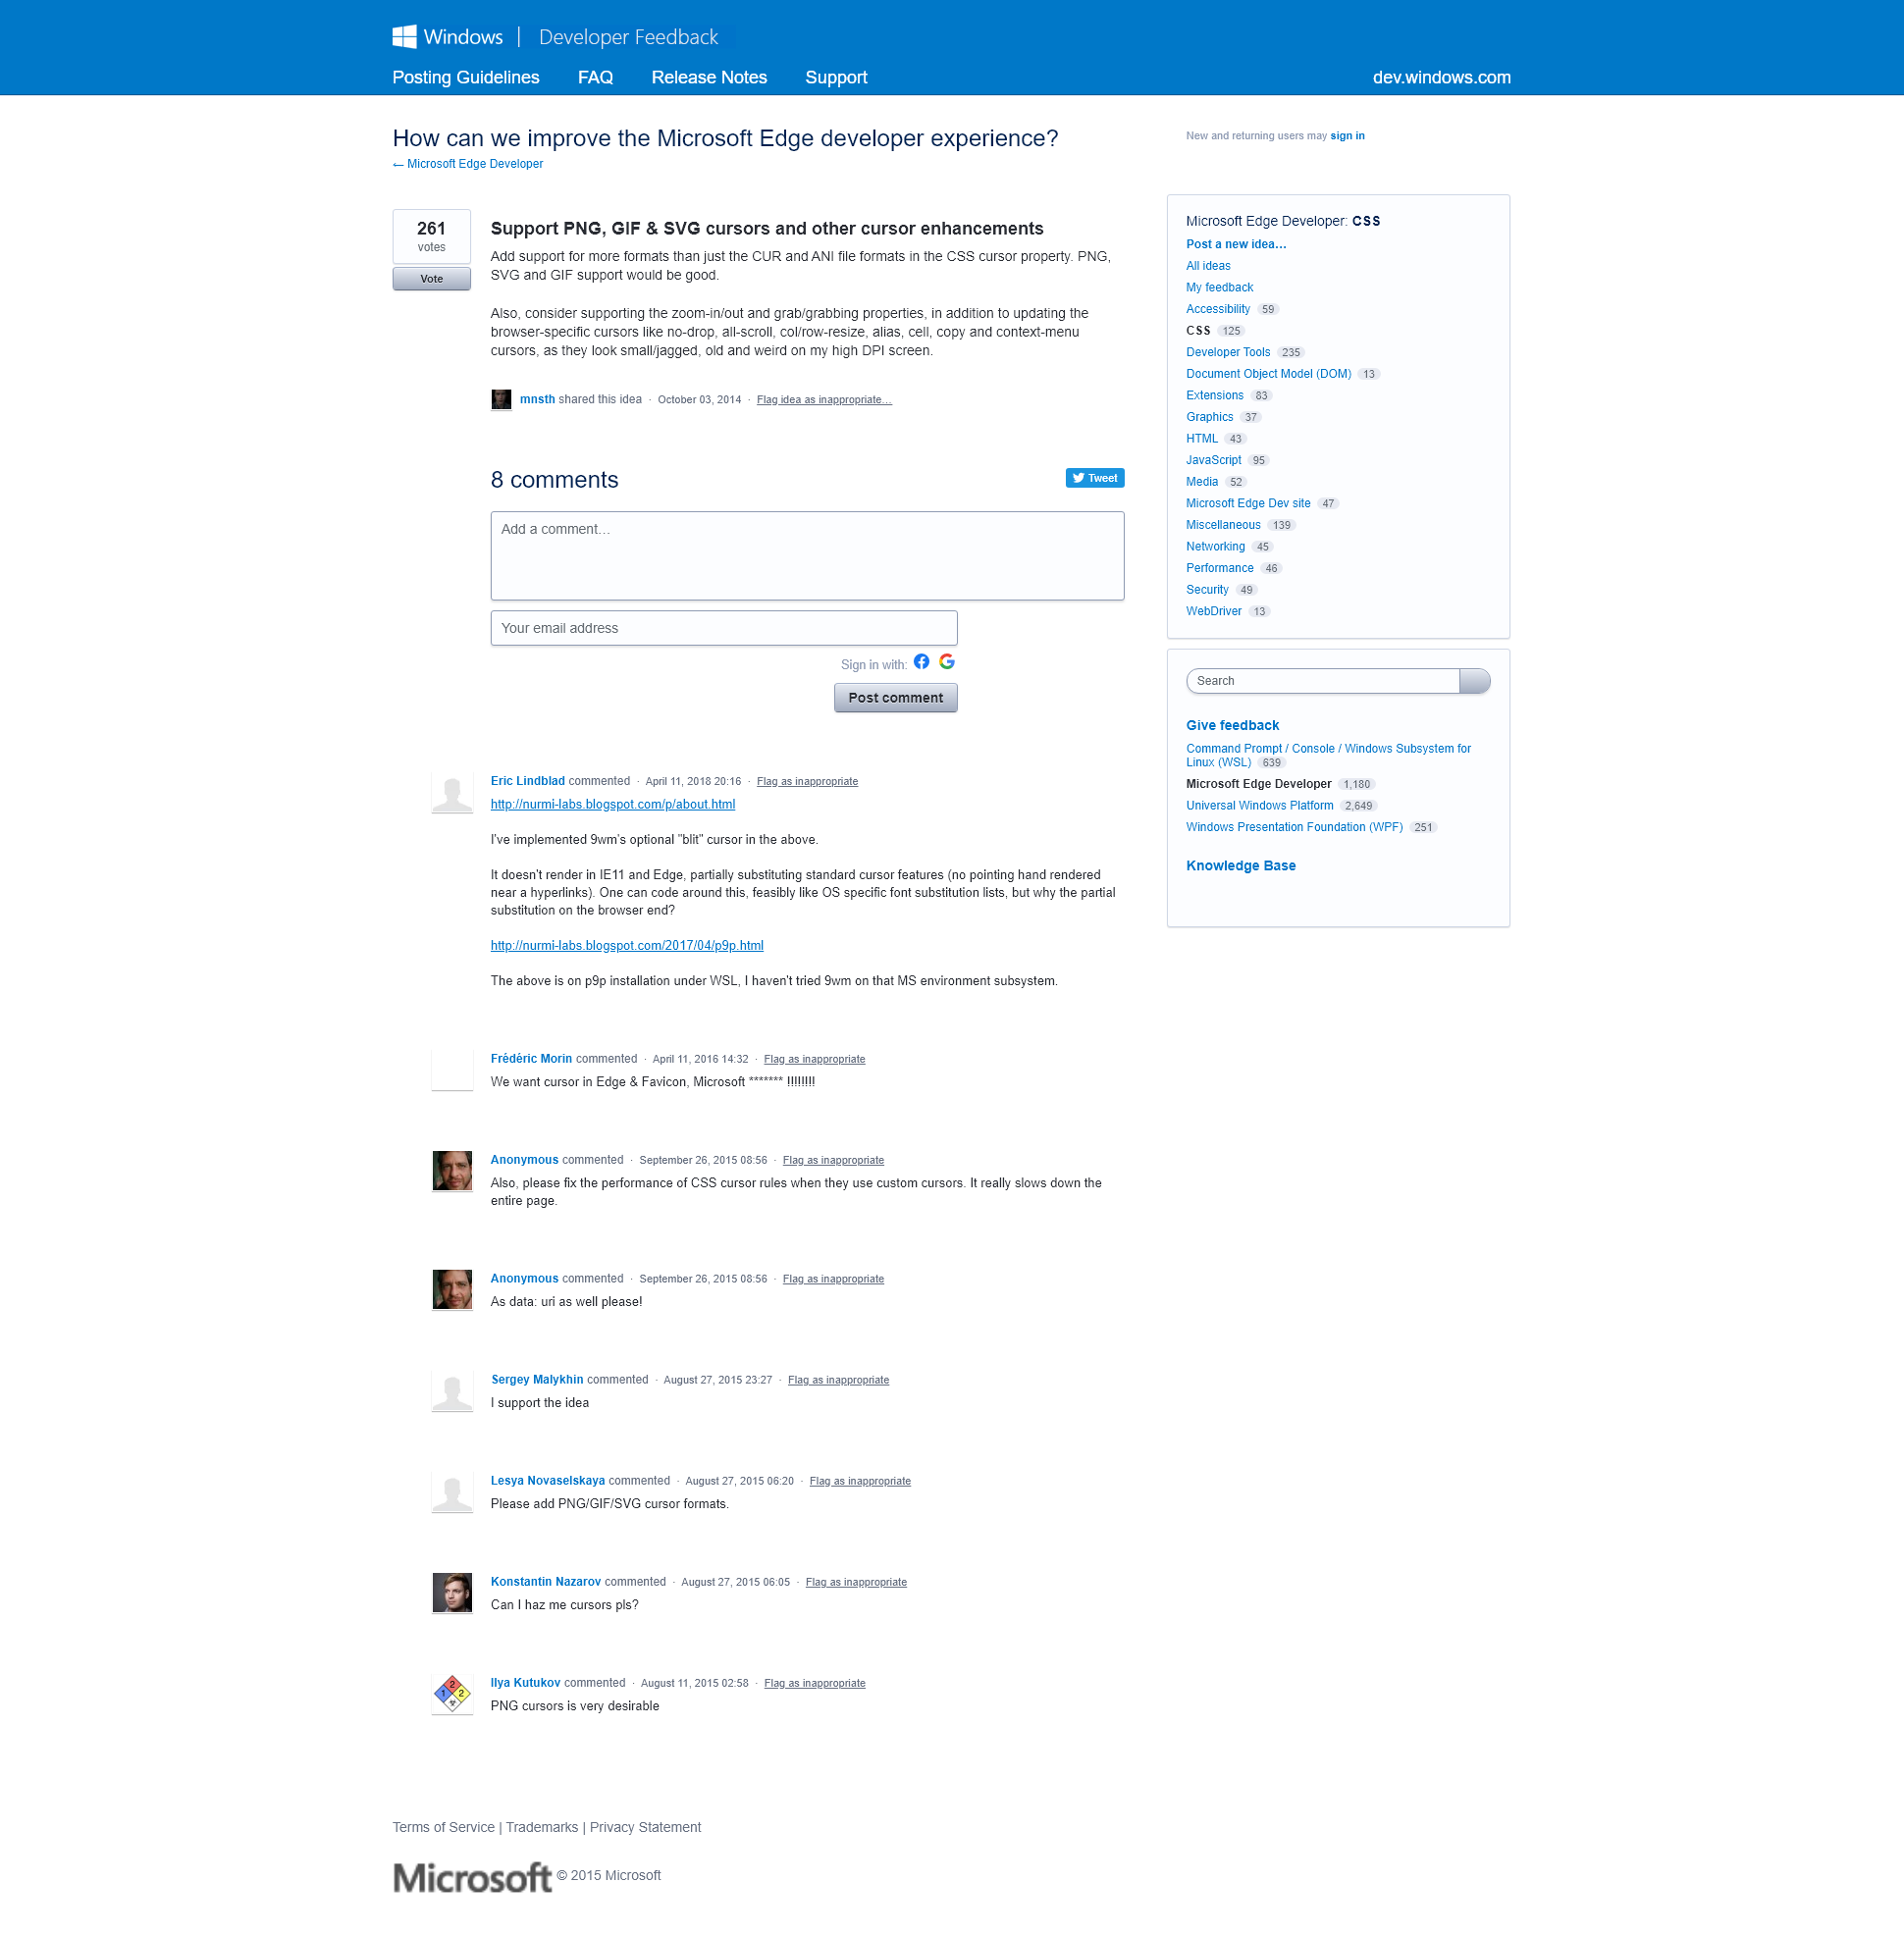 Windows | Developer Feedback
Posting Guidelines FAQ Release Notes Support dev.windows.com
How can we improve the Microsoft Edge developer experience?
← Microsoft Edge Developer
New and returning users may sign in
261
votes
Vote
Support PNG, GIF & SVG cursors and other cursor enhancements
Add support for more formats than just the CUR and ANI file formats in the CSS cursor property. PNG,
SVG and GIF support would be good.
Also, consider supporting the zoom-in/out and grab/grabbing properties, in addition to updating the
browser-specific cursors like no-drop, all-scroll, col/row-resize, alias, cell, copy and context-menu
cursors, as they look small/jagged, old and weird on my high DPI screen.
mnsth shared this idea · October 03, 2014 · Flag idea as inappropriate…
8 comments
Tweet
Add a comment…
Your email address
Sign in with:
Post comment
Eric Lindblad commented · April 11, 2018 20:16 · Flag as inappropriate
http://nurmi-labs.blogspot.com/p/about.html
I've implemented 9wm's optional "blit" cursor in the above.
It doesn't render in IE11 and Edge, partially substituting standard cursor features (no pointing hand rendered
near a hyperlinks). One can code around this, feasibly like OS specific font substitution lists, but why the partial
substitution on the browser end?
http://nurmi-labs.blogspot.com/2017/04/p9p.html
The above is on p9p installation under WSL, I haven't tried 9wm on that MS environment subsystem.
Frédéric Morin commented · April 11, 2016 14:32 · Flag as inappropriate
We want cursor in Edge & Favicon, Microsoft ******* !!!!!!!!
Anonymous commented · September 26, 2015 08:56 · Flag as inappropriate
Also, please fix the performance of CSS cursor rules when they use custom cursors. It really slows down the
entire page.
Anonymous commented · September 26, 2015 08:56 · Flag as inappropriate
As data: uri as well please!
Sergey Malykhin commented · August 27, 2015 23:27 · Flag as inappropriate
I support the idea
Lesya Novaselskaya commented · August 27, 2015 06:20 · Flag as inappropriate
Please add PNG/GIF/SVG cursor formats.
Konstantin Nazarov commented · August 27, 2015 06:05 · Flag as inappropriate
Can I haz me cursors pls?
2
1 2
Ilya Kutukov commented · August 11, 2015 02:58 · Flag as inappropriate
PNG cursors is very desirable
Microsoft Edge Developer: CSS
Post a new idea…
All ideas
My feedback
Accessibility 59
CSS 125
Developer Tools 235
Document Object Model (DOM) 13
Extensions 83
Graphics 37
HTML 43
JavaScript 95
Media 52
Microsoft Edge Dev site 47
Miscellaneous 139
Networking 45
Performance 46
Security 49
WebDriver 13
Search
Give feedback
Command Prompt / Console / Windows Subsystem for
Linux (WSL) 639
Microsoft Edge Developer 1,180
Universal Windows Platform 2,649
Windows Presentation Foundation (WPF) 251
Knowledge Base
Terms of Service | Trademarks | Privacy Statement
Microsoft © 2015 Microsoft